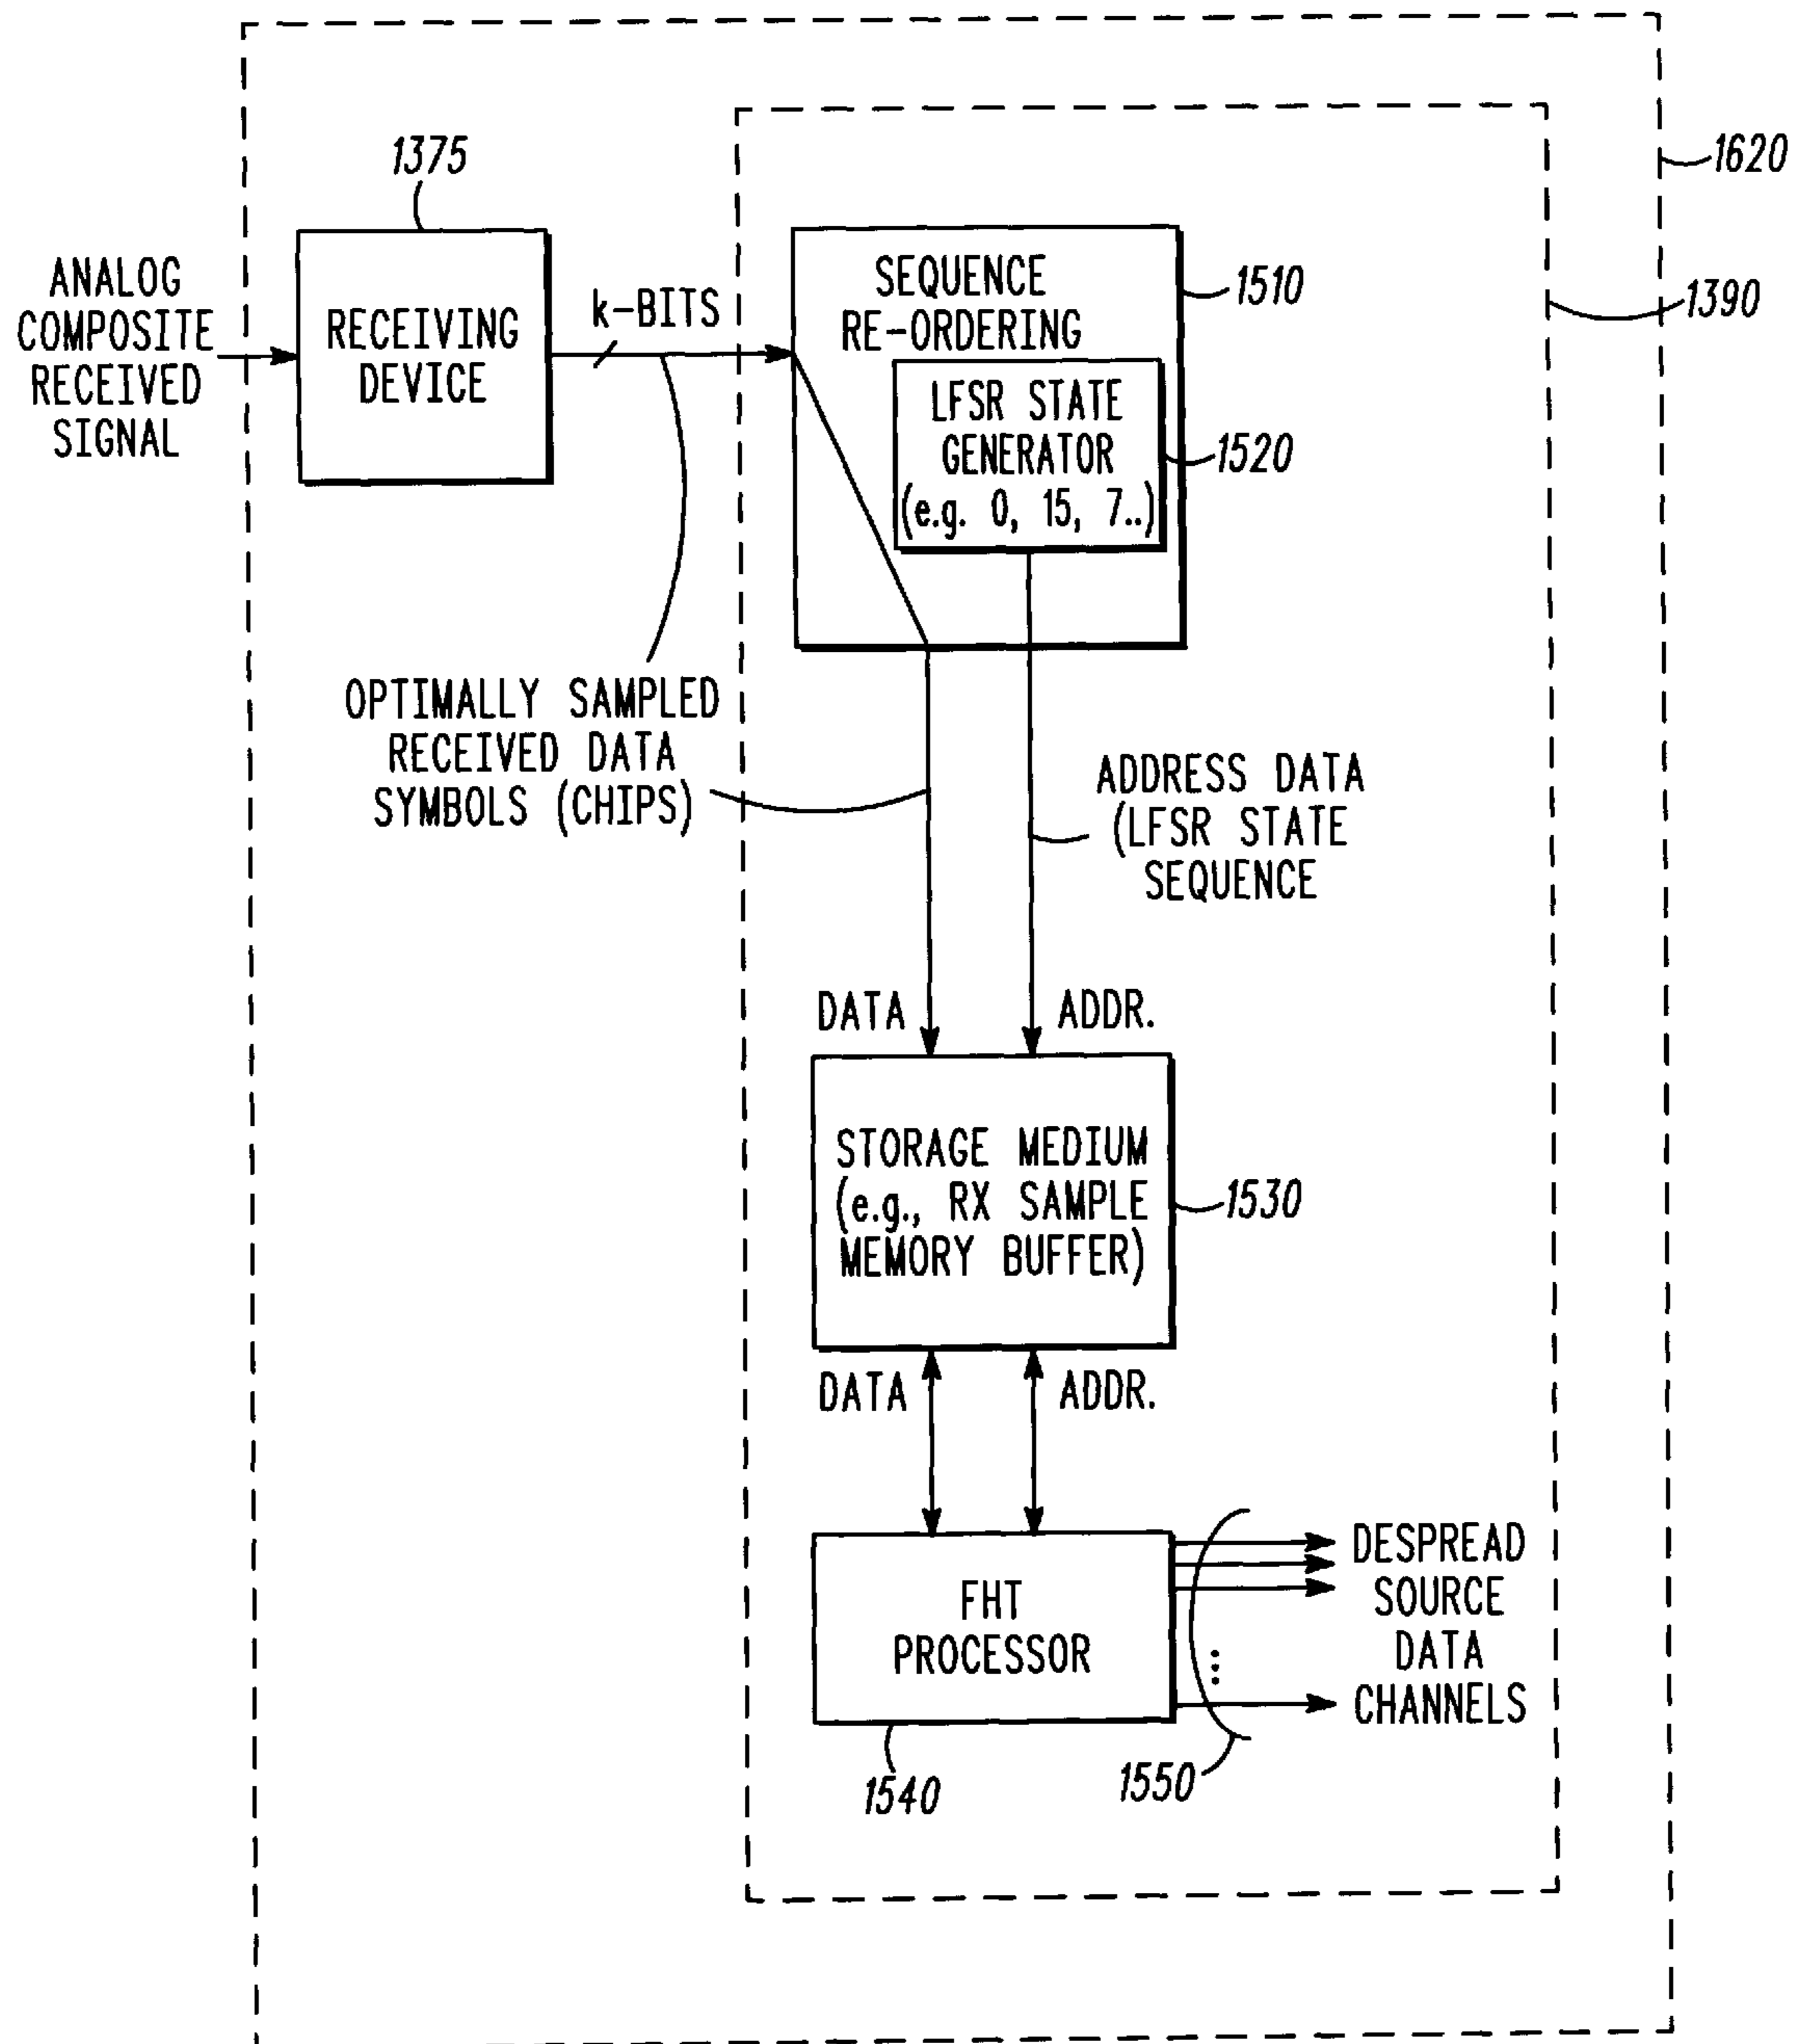 1620
1390
1375
ANALOG
COMPOSITE
RECEIVED
SIGNAL
RECEIVING
DEVICE
k-BITS
SEQUENCE
RE-ORDERING
1510
LFSR STATE
GENERATOR
(e.g. 0, 15, 7..)
1520
OPTIMALLY SAMPLED
RECEIVED DATA
SYMBOLS (CHIPS)
ADDRESS DATA
(LFSR STATE
SEQUENCE
DATA
ADDR.
STORAGE MEDIUM
(e.g., RX SAMPLE
MEMORY BUFFER)
1530
DATA
ADDR.
FHT
PROCESSOR
1540
1550
DESPREAD
SOURCE
DATA
CHANNELS